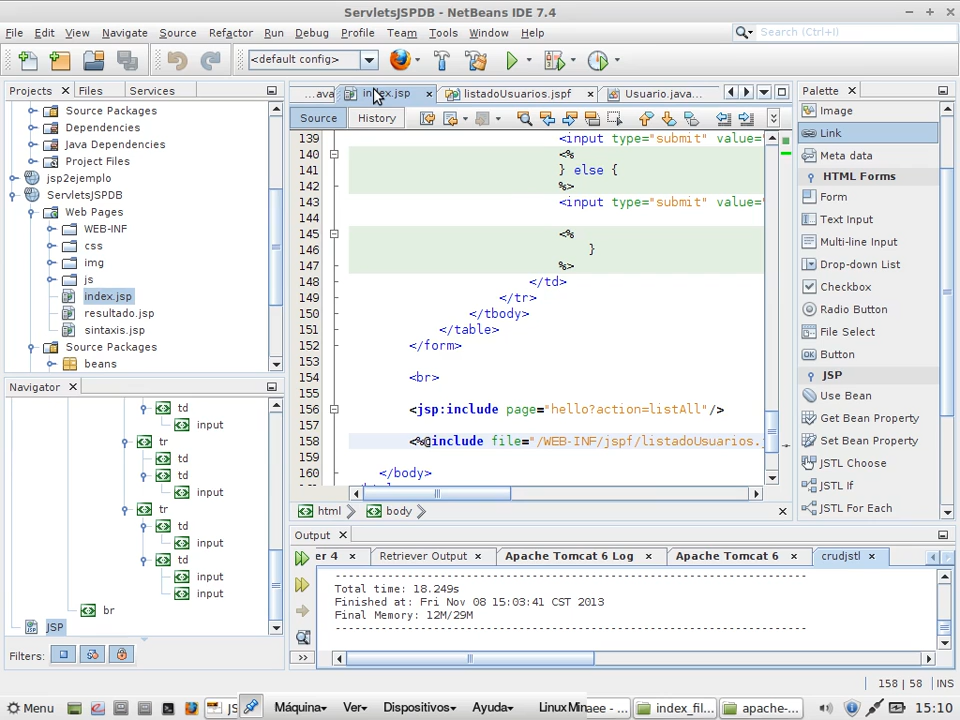 ServletsJSPDB - NetBeans IDE 7.4
File Edit View Navigate Source Refactor Run Debug Profile Team Tools Window Help
Search (Ctrl+I)
<default config>
Projects Files Services
Source Packages
Dependencies
Java Dependencies
Project Files
jsp2ejemplo
ServletsJSPDB
Web Pages
WEB-INF
css
img
js
index.jsp
resultado.jsp
sintaxis.jsp
Source Packages
beans
Navigator
td
input
tr
td
td
input
tr
td
input
td
input
input
br
JSP
Filters:
...ava index.jsp listadoUsuarios.jspf Usuario.java...
Source History
139 <input type="submit" value=
140 <%
141 } else {
142 %>
143 <input type="submit" value=
144
145 <%
146 }
147 %>
148 </td>
149 </tr>
150 </tbody>
151 </table>
152 </form>
153
154 <br>
155
156 <jsp:include page="hello?action=listAll"/>
157
158 <%@include file="/WEB-INF/jspf/listadoUsuarios.
159
160 </body>
html body
Palette
Image
Link
Meta data
HTML Forms
Form
Text Input
Multi-line Input
Drop-down List
Checkbox
Radio Button
File Select
Button
JSP
Use Bean
Get Bean Property
Set Bean Property
JSTL Choose
JSTL If
JSTL For Each
Output
er 4 Retriever Output Apache Tomcat 6 Log Apache Tomcat 6 crudjstl
------------------------------------------------------------------------
Total time: 18.249s
Finished at: Fri Nov 08 15:03:41 CST 2013
Final Memory: 12M/29M
------------------------------------------------------------------------
158 | 58 INS
Menu JS Máquina Ver Dispositivos Ayuda LinuxMin aee - ... index_fil... apache-... 15:10